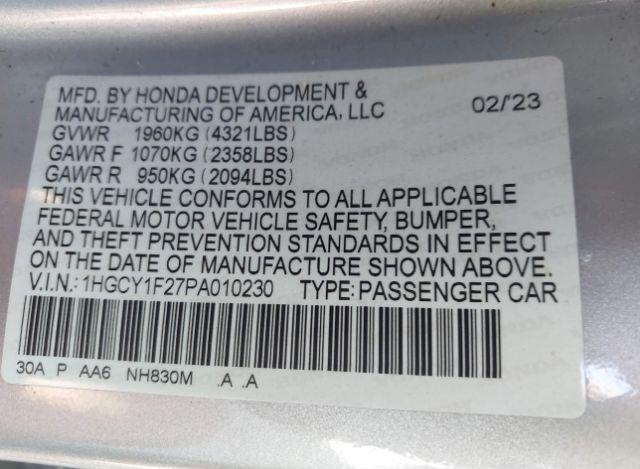 MFD. BY HONDA DEVELOPMENT &
MANUFACTURING OF AMERICA, LLC 02/'23
GVWR 1960KG (4321LBS)
GAWR F 1070KG (2358LBS)
GAWR R 950KG (2094LBS)
THIS VEHICLE CONFORMS TO ALL APPLICABLE
FEDERAL MOTOR VEHICLE SAFETY, BUMPER,
AND THEFT PREVENTION STANDARDS IN EFFECT
ON THE DATE OF MANUFACTURE SHOWN ABOVE.
V.I.N.: 1HGCY1F27PA010230 TYPE: PASSENGER CAR
30A P AA6 NH830M .A .A